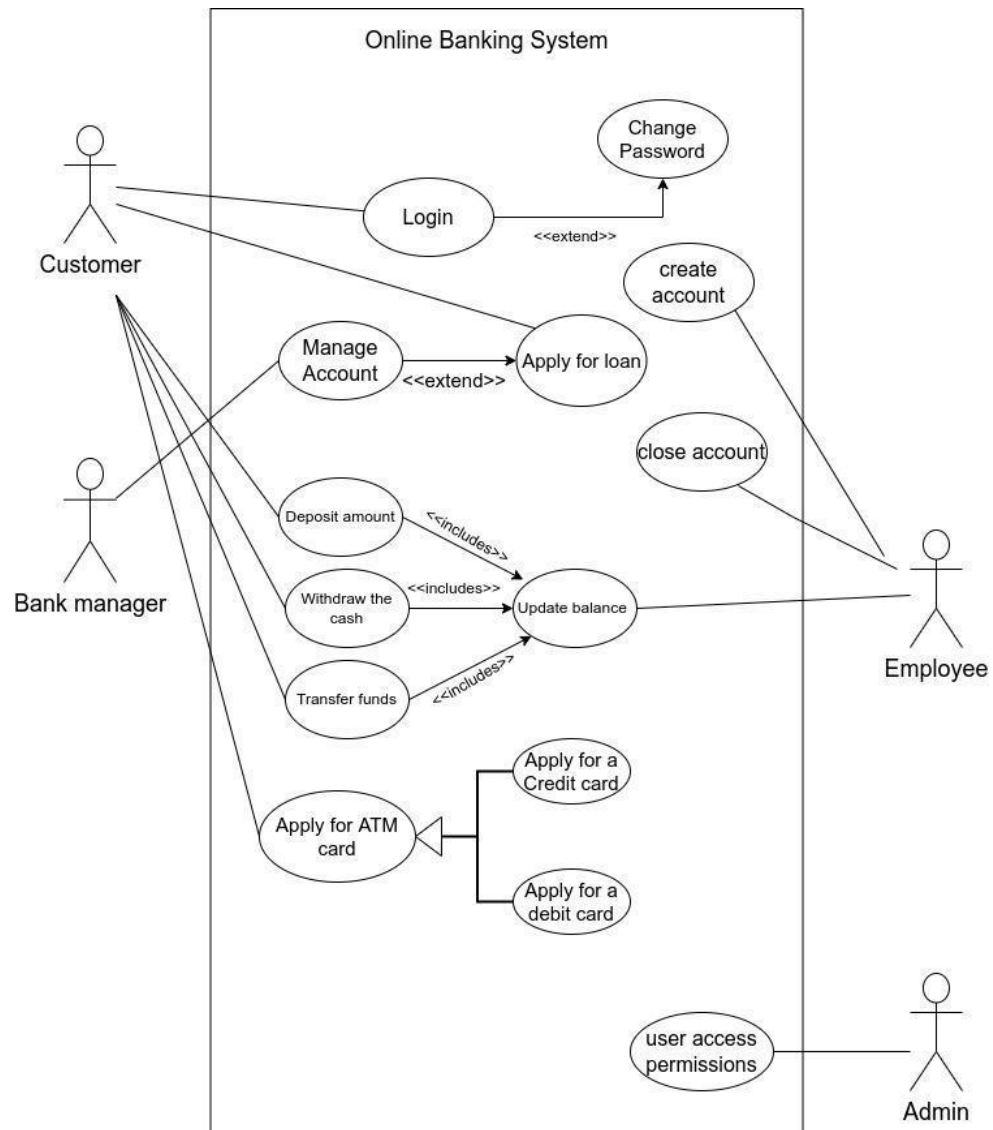 Online Banking System
Change
Password
Login
<<extend>>
Customer
create
account
Manage
Account
<<extend>>
Apply for loan
close account
Bank manager
Deposit amount
<<includes>>
Withdraw the
cash
<<includes>>
Update balance
Employee
Transfer funds
<<includes>>
Apply for a
Credit card
Apply for ATM
card
Apply for a
debit card
user access
permissions
Admin